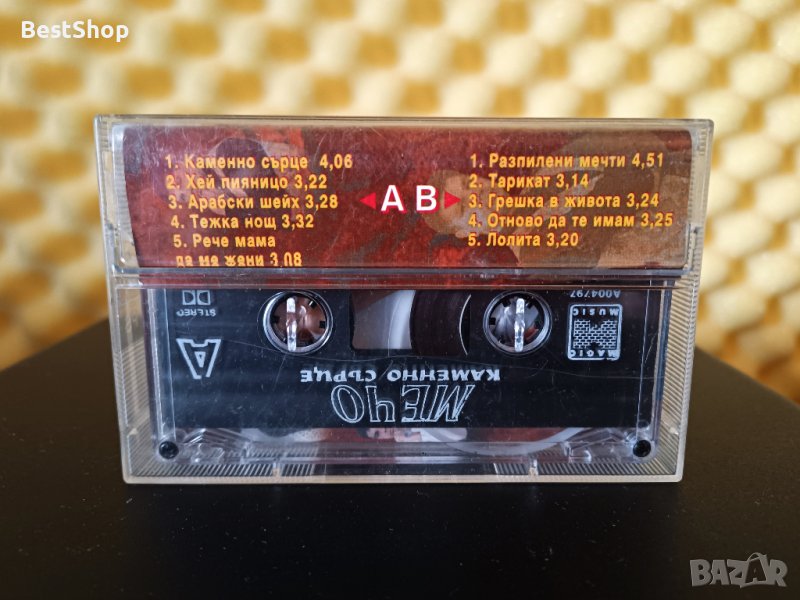 BestShop
1. Каменно сърце 4,06
2. Хей пияницо 3,22
3. Арабски шейх 3,28
4. Тежка нощ 3,32
5. Рече мама
да ма жани 3,08
A B
1. Разпилени мечти 4,51
2. Тарикат 3,14
3. Грешка в живота 3,24
4. Отново да те имам 3,25
5. Лолита 3,20
STEREO
A004797
MUSIC
MAGIC
A
КАМЕННО СЪРЦЕ
МЕЧО
BAZAR